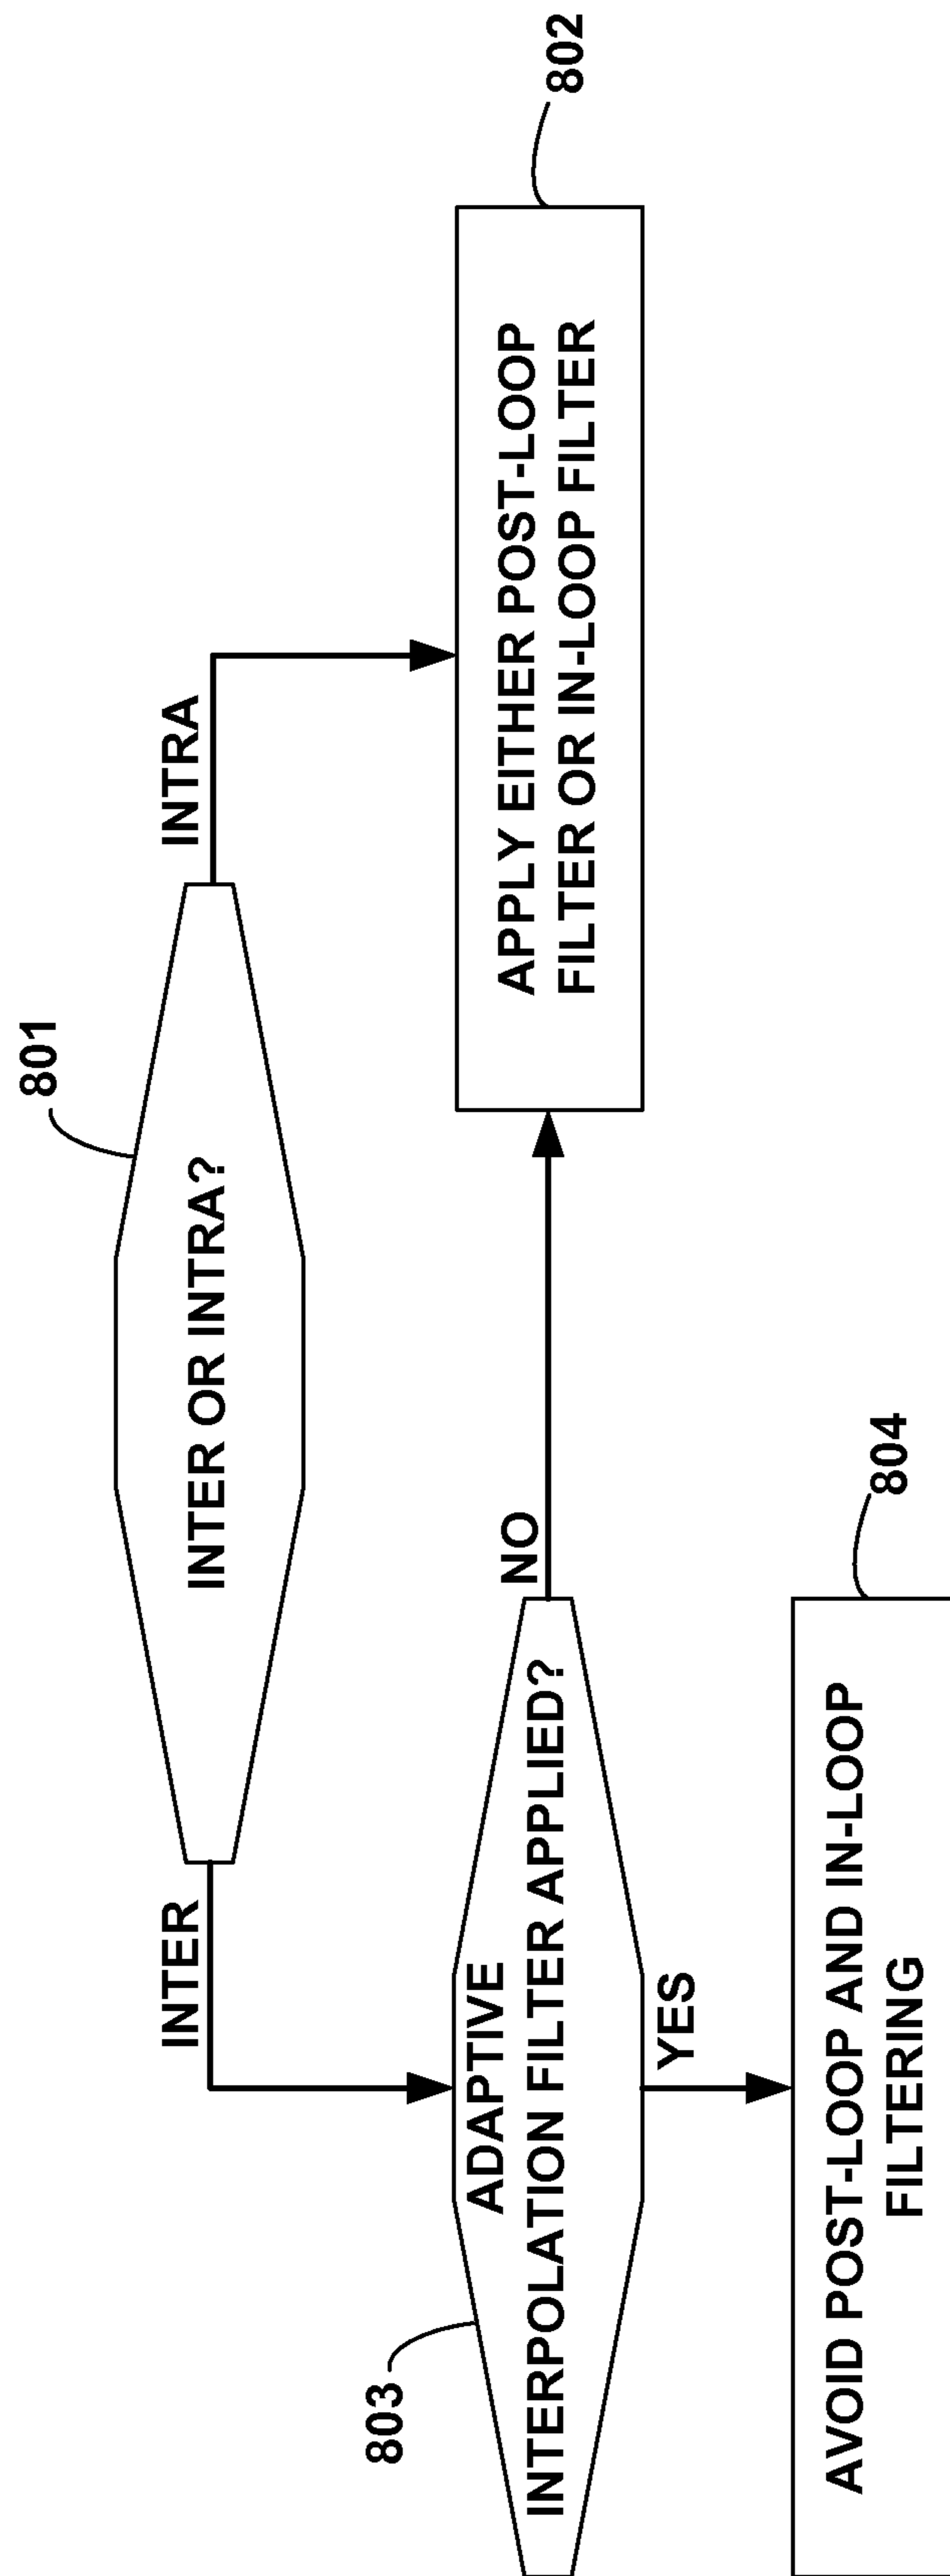 801
INTER OR INTRA?
INTER
INTRA
803
ADAPTIVE
INTERPOLATION FILTER APPLIED?
NO
802
APPLY EITHER POST-LOOP
FILTER OR IN-LOOP FILTER
YES
804
AVOID POST-LOOP AND IN-LOOP
FILTERING